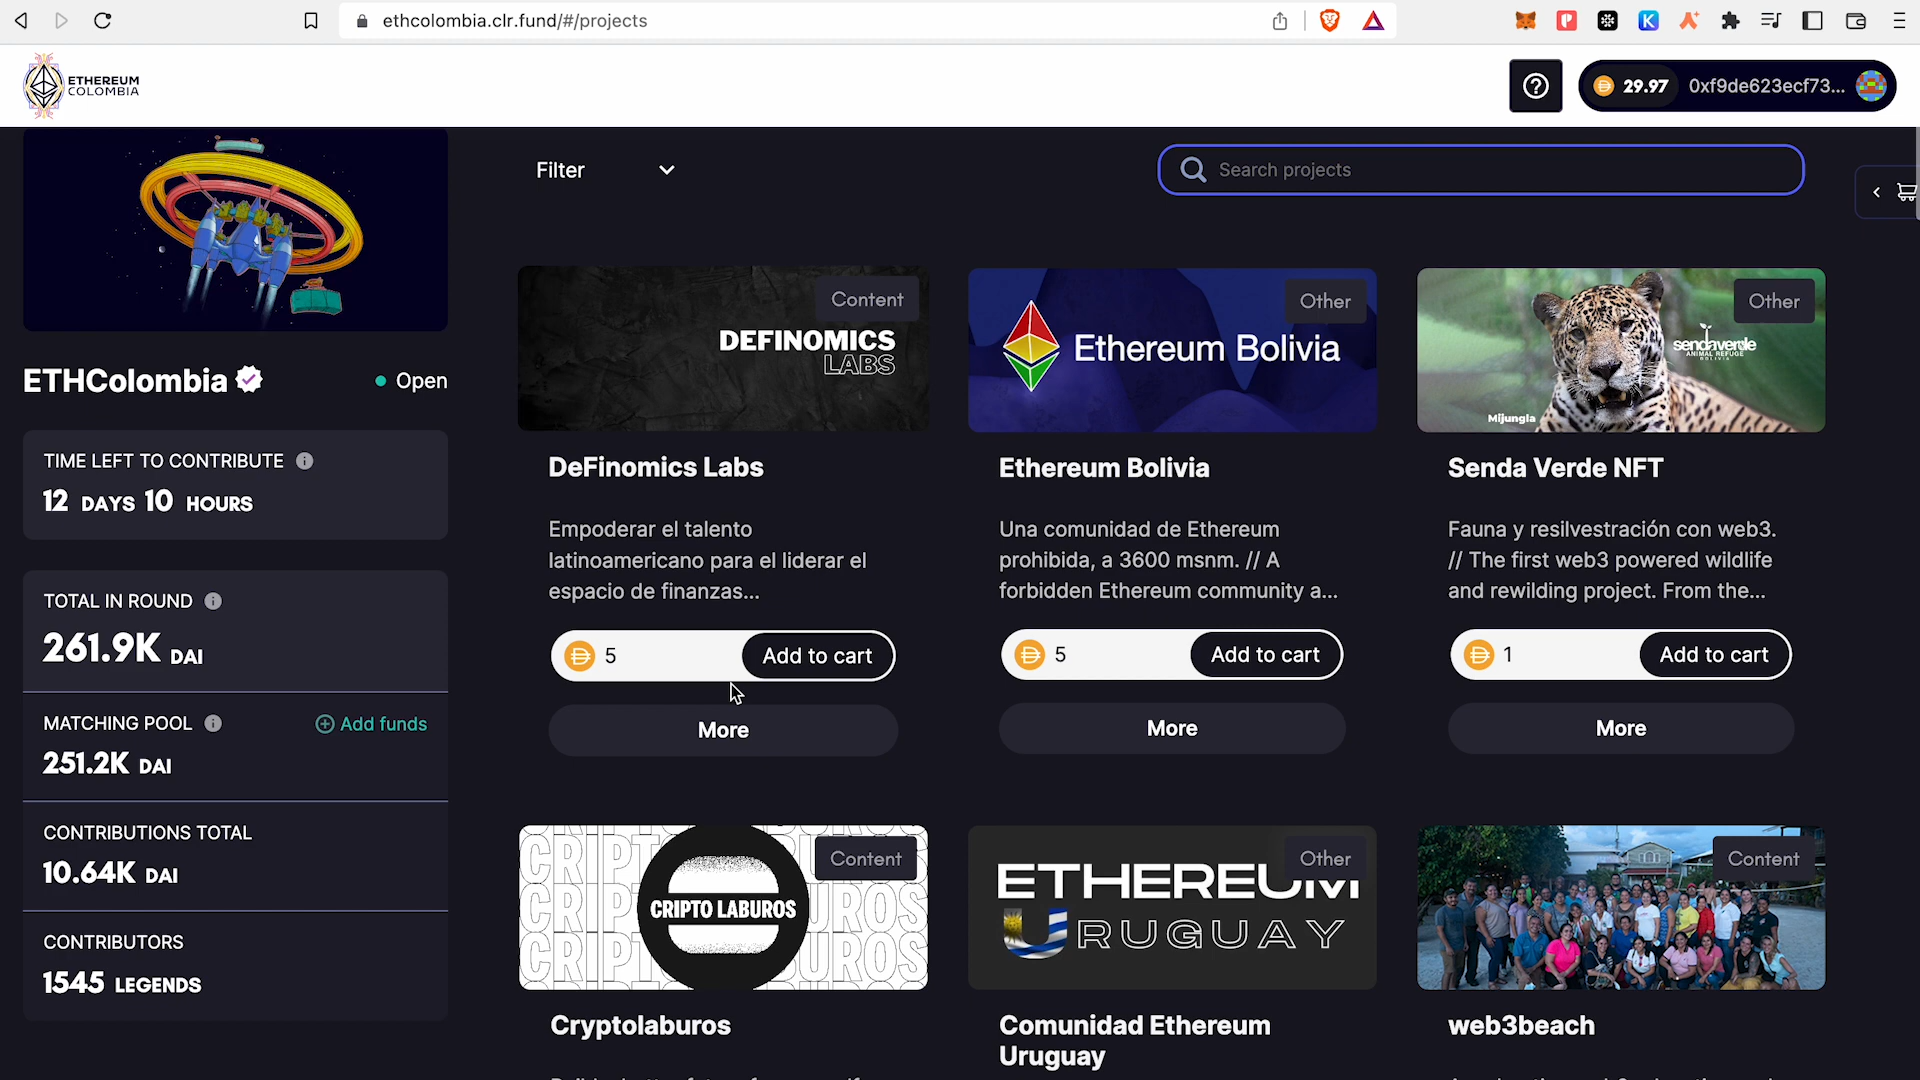 ethcolombia.clr.fund/#/projects
ETHEREUM
COLOMBIA
29.97 0xf9de623ecf73...
Filter
Search projects
ETHColombia
Open
TIME LEFT TO CONTRIBUTE
12 DAYS 10 HOURS
TOTAL IN ROUND
261.9K DAI
MATCHING POOL
Add funds
251.2K DAI
CONTRIBUTIONS TOTAL
10.64K DAI
CONTRIBUTORS
1545 LEGENDS
Content
DEFINOMICS
LABS
DeFinomics Labs
Empoderar el talento
latinoamericano para el liderar el
espacio de finanzas...
5 Add to cart
More
Other
Ethereum Bolivia
Ethereum Bolivia
Una comunidad de Ethereum
prohibida, a 3600 msnm. // A
forbidden Ethereum community a...
5 Add to cart
More
Other
sendaverde
ANIMAL REFUGE
BOLIVIA
Mijungla
Senda Verde NFT
Fauna y resilvestración con web3.
// The first web3 powered wildlife
and rewilding project. From the...
1 Add to cart
More
Content
CRIPTO LABUROS
Cryptolaburos
Other
ETHEREUM
URUGUAY
Comunidad Ethereum
Uruguay
Content
web3beach